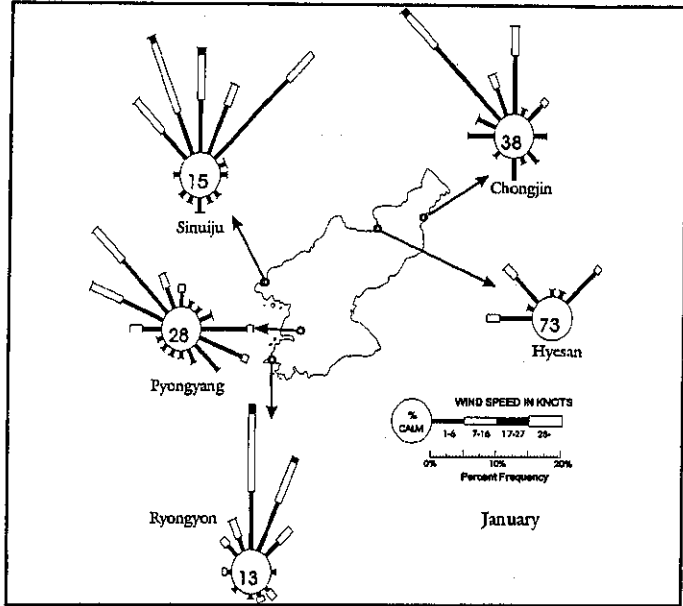 15
Sinuiju
38
Chongjin
28
Pyongyang
73
Hyesan
WIND SPEED IN KNOTS
%
CALM
1-6 7-16 17-27 28-
0% 10% 20%
Percent Frequency
Ryongyon
January
13